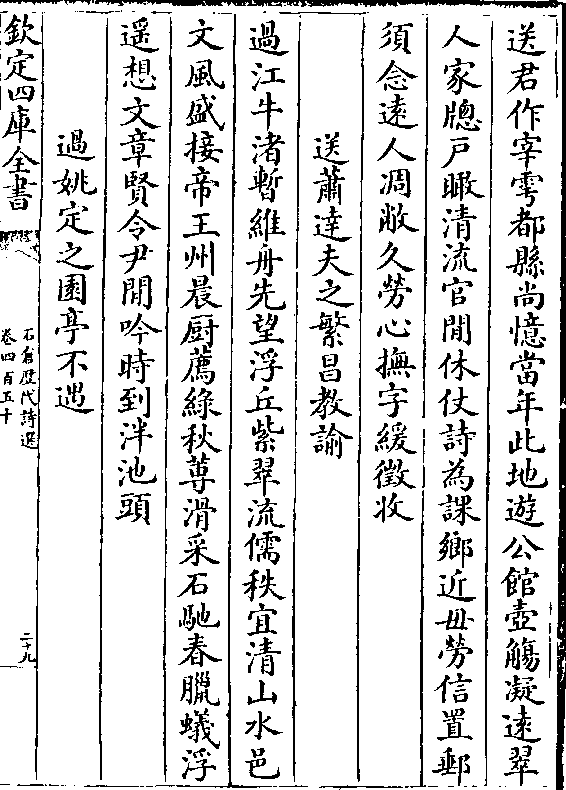 送君作宰雩都縣尚憶當年此地遊公館壺觴凝遠翠
人家牕戶瞰清流官閒休仗詩為課鄉近毋勞信置郵
須念遠人凋敝久勞心撫字緩徵收
送蕭達夫之繁昌教諭
過江牛渚暫維舟先望浮丘紫翠流儒秩宜清山水邑
文風盛接帝王州晨厨薦綠秋蓴滑采石馳春臘蟻浮
遥想文章賢令尹閒吟時到泮池頭
過姚定之園亭不遇
欽定四庫全書
石倉歷代詩選
卷四百五十
二十九